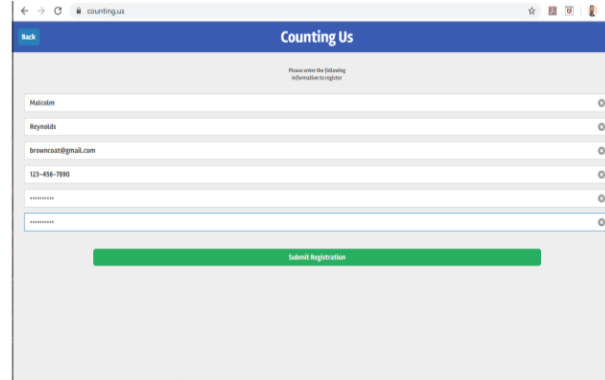 counting.us
Back
Counting Us
Please enter the following
information to register
Malcolm
Reynolds
browncoat@gmail.com
123-456-7890
••••••••••
••••••••••
Submit Registration